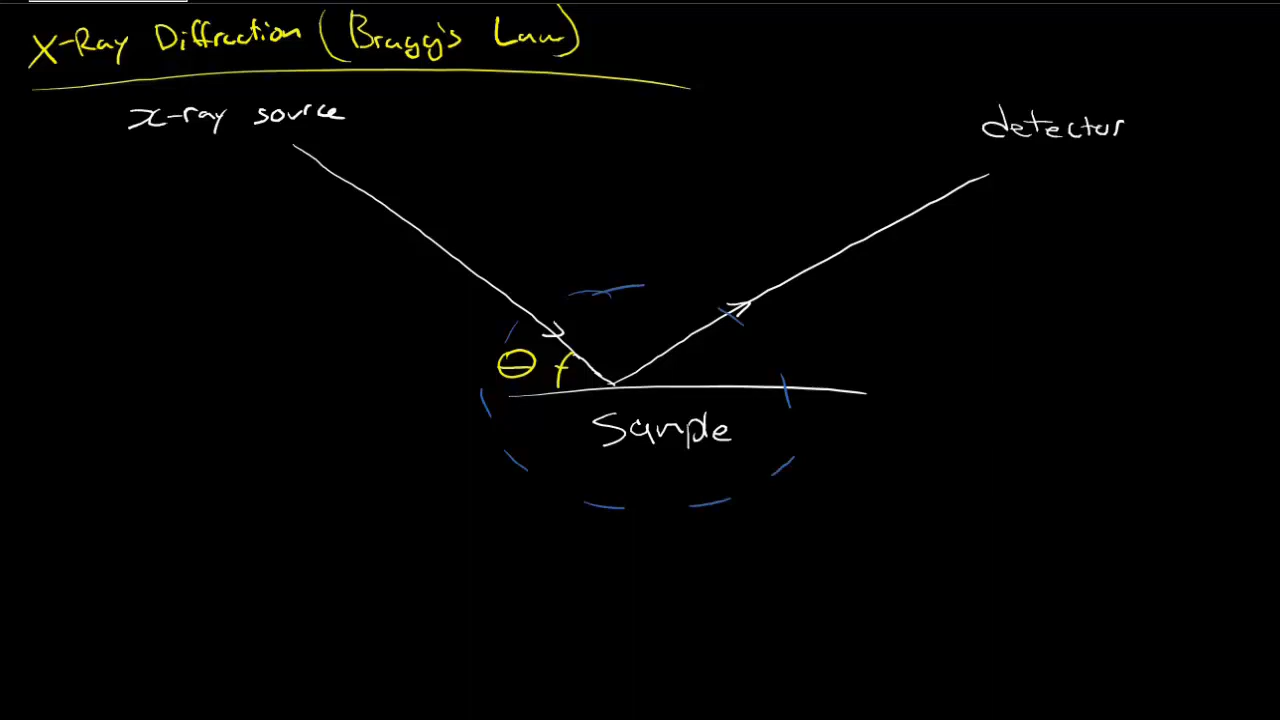 X-Ray Diffraction (Bragg's Law)
x-ray source
detector
θ
Sample